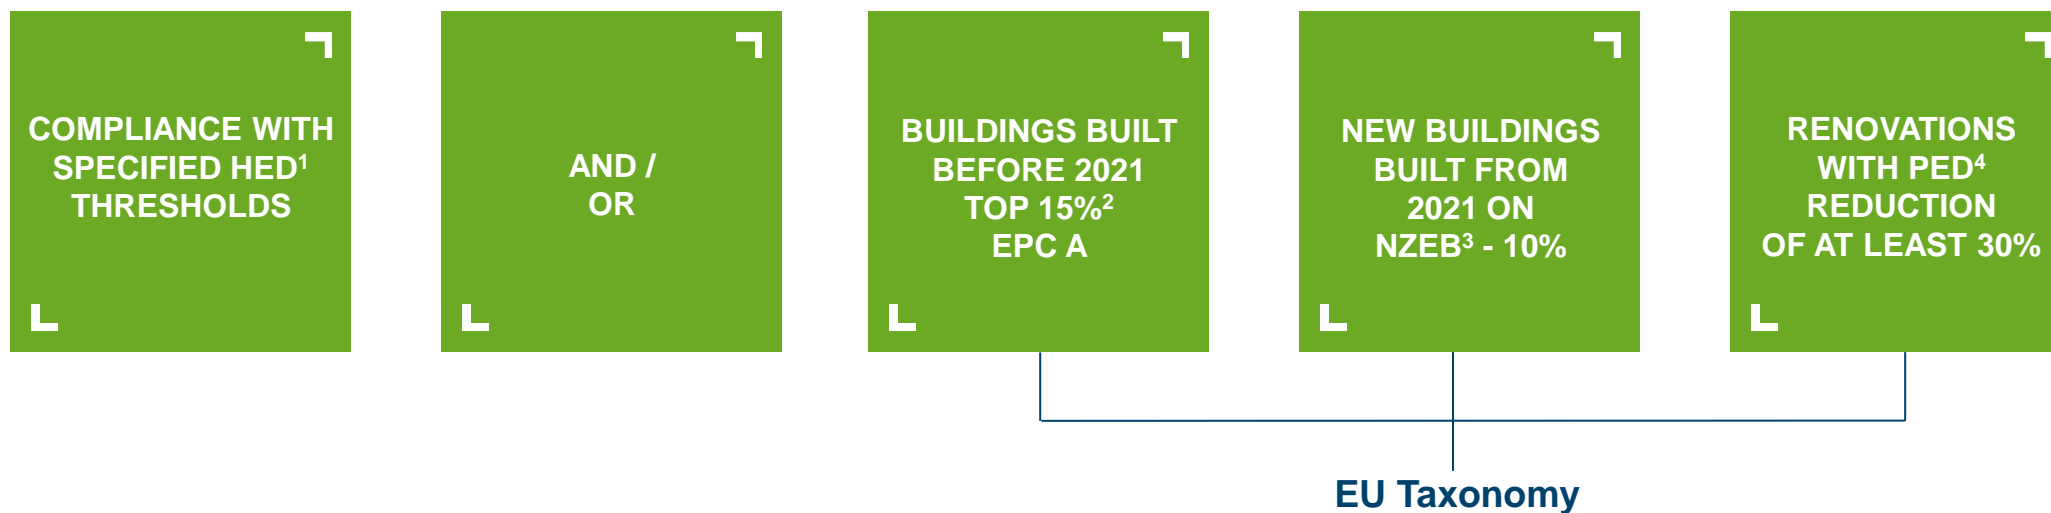 COMPLIANCE WITH
SPECIFIED HED¹
THRESHOLDS
AND /
OR
BUILDINGS BUILT
BEFORE 2021
TOP 15%²
EPC A
NEW BUILDINGS
BUILT FROM
2021 ON
NZEB³ - 10%
RENOVATIONS
WITH PED⁴
REDUCTION
OF AT LEAST 30%
EU Taxonomy